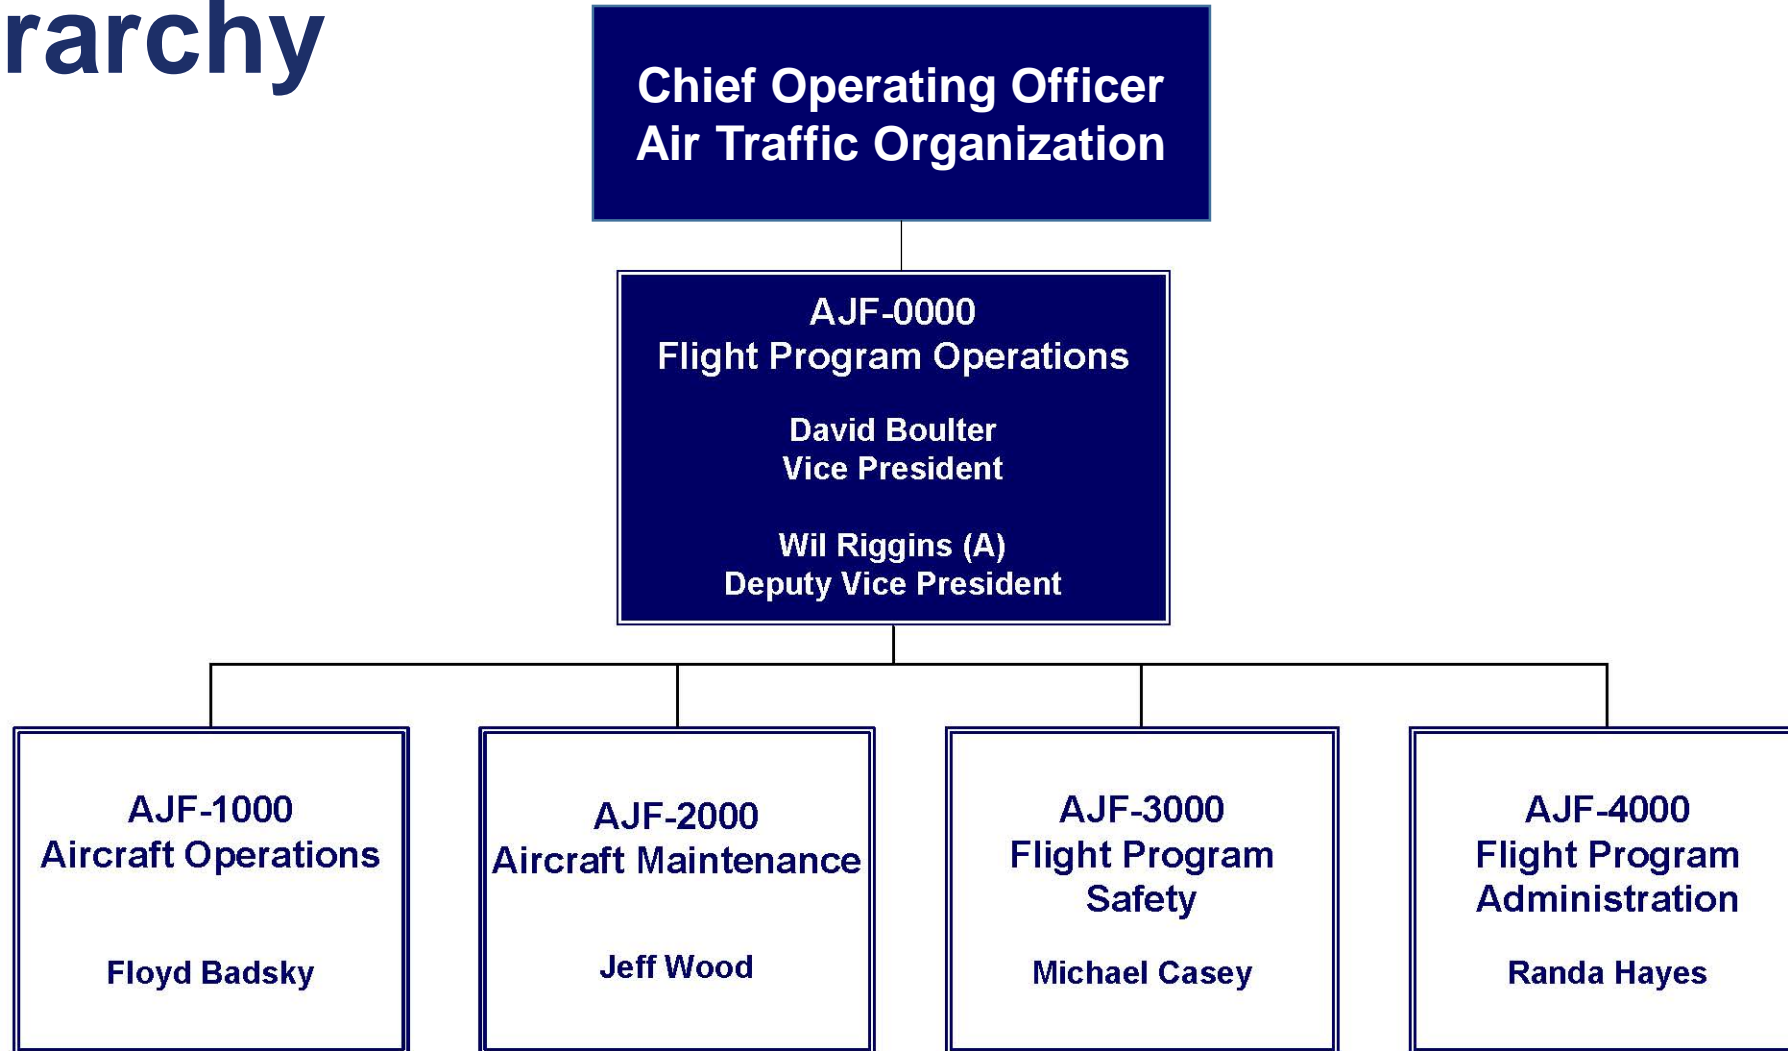 rarchy
Chief Operating Officer
Air Traffic Organization
AJF-0000
Flight Program Operations
David Boulter
Vice President
Wil Riggins (A)
Deputy Vice President
AJF-1000
Aircraft Operations
Floyd Badsky
AJF-2000
Aircraft Maintenance
Jeff Wood
AJF-3000
Flight Program
Safety
Michael Casey
AJF-4000
Flight Program
Administration
Randa Hayes